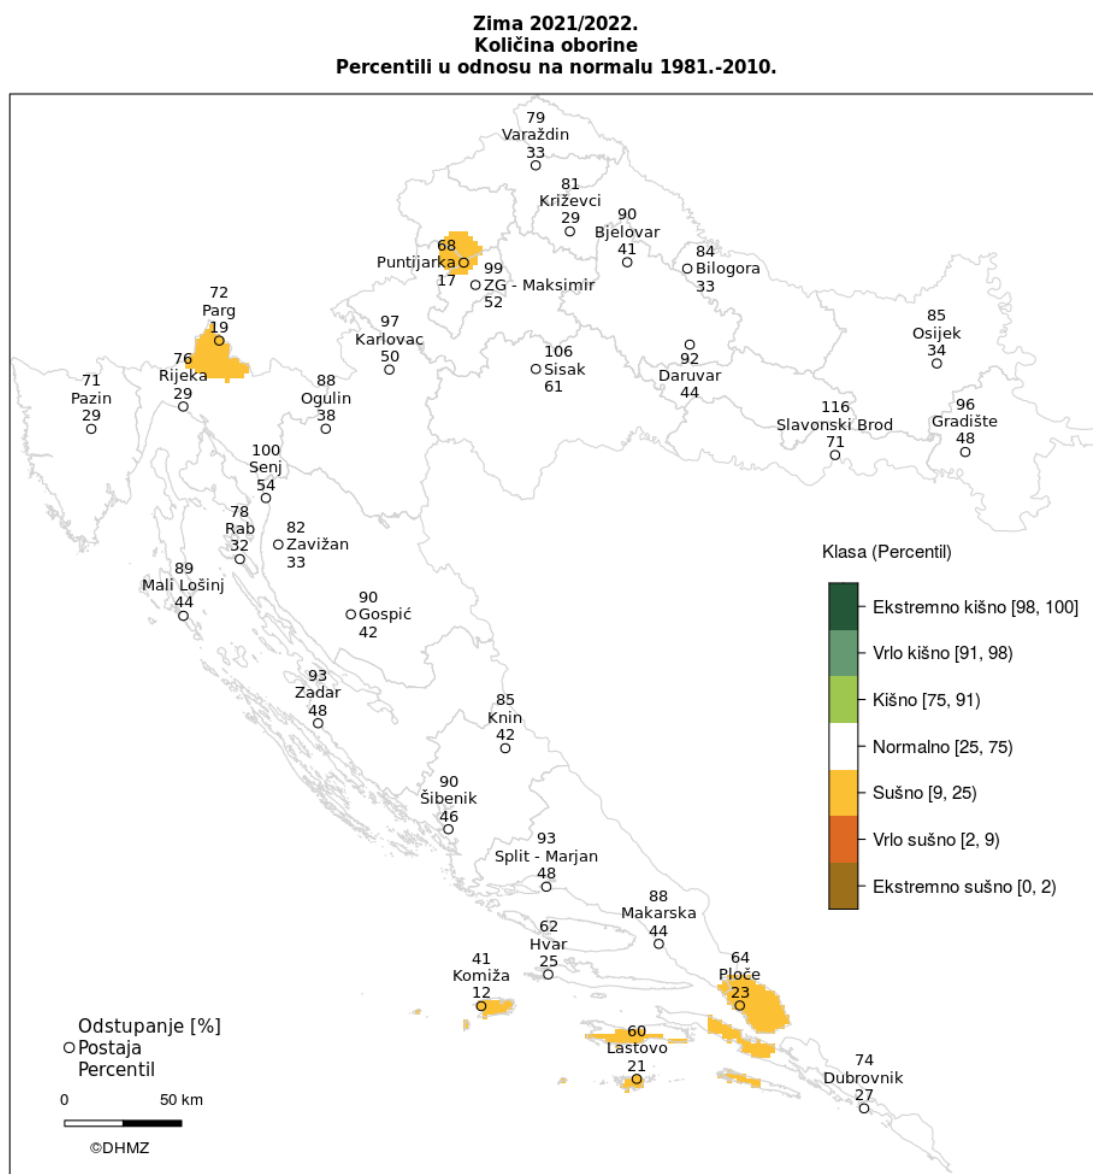 Zima 2021/2022.
Količina oborine
Percentili u odnosu na normalu 1981.-2010.
79
Varaždin
33
81
Križevci
29
90
Bjelovar
41
84
Bilogora
33
68
Puntijarka
17
99
ZG - Maksimir
52
72
Parg
19
97
Karlovac
50
106
Sisak
61
92
Daruvar
44
85
Osijek
34
76
Rijeka
29
71
Pazin
29
88
Ogulin
38
116
Slavonski Brod
71
96
Gradište
48
100
Senj
54
78
Rab
32
82
Zavižan
33
89
Mali Lošinj
44
90
Gospić
42
93
Zadar
48
85
Knin
42
90
Šibenik
46
93
Split - Marjan
48
88
Makarska
44
62
Hvar
25
41
Komiža
12
64
Ploče
23
60
Lastovo
21
74
Dubrovnik
27
Klasa (Percentil)
Ekstremno kišno [98, 100]
Vrlo kišno [91, 98)
Kišno [75, 91)
Normalno [25, 75)
Sušno [9, 25)
Vrlo sušno [2, 9)
Ekstremno sušno [0, 2)
Odstupanje [%]
Postaja
Percentil
0 50 km
©DHMZ